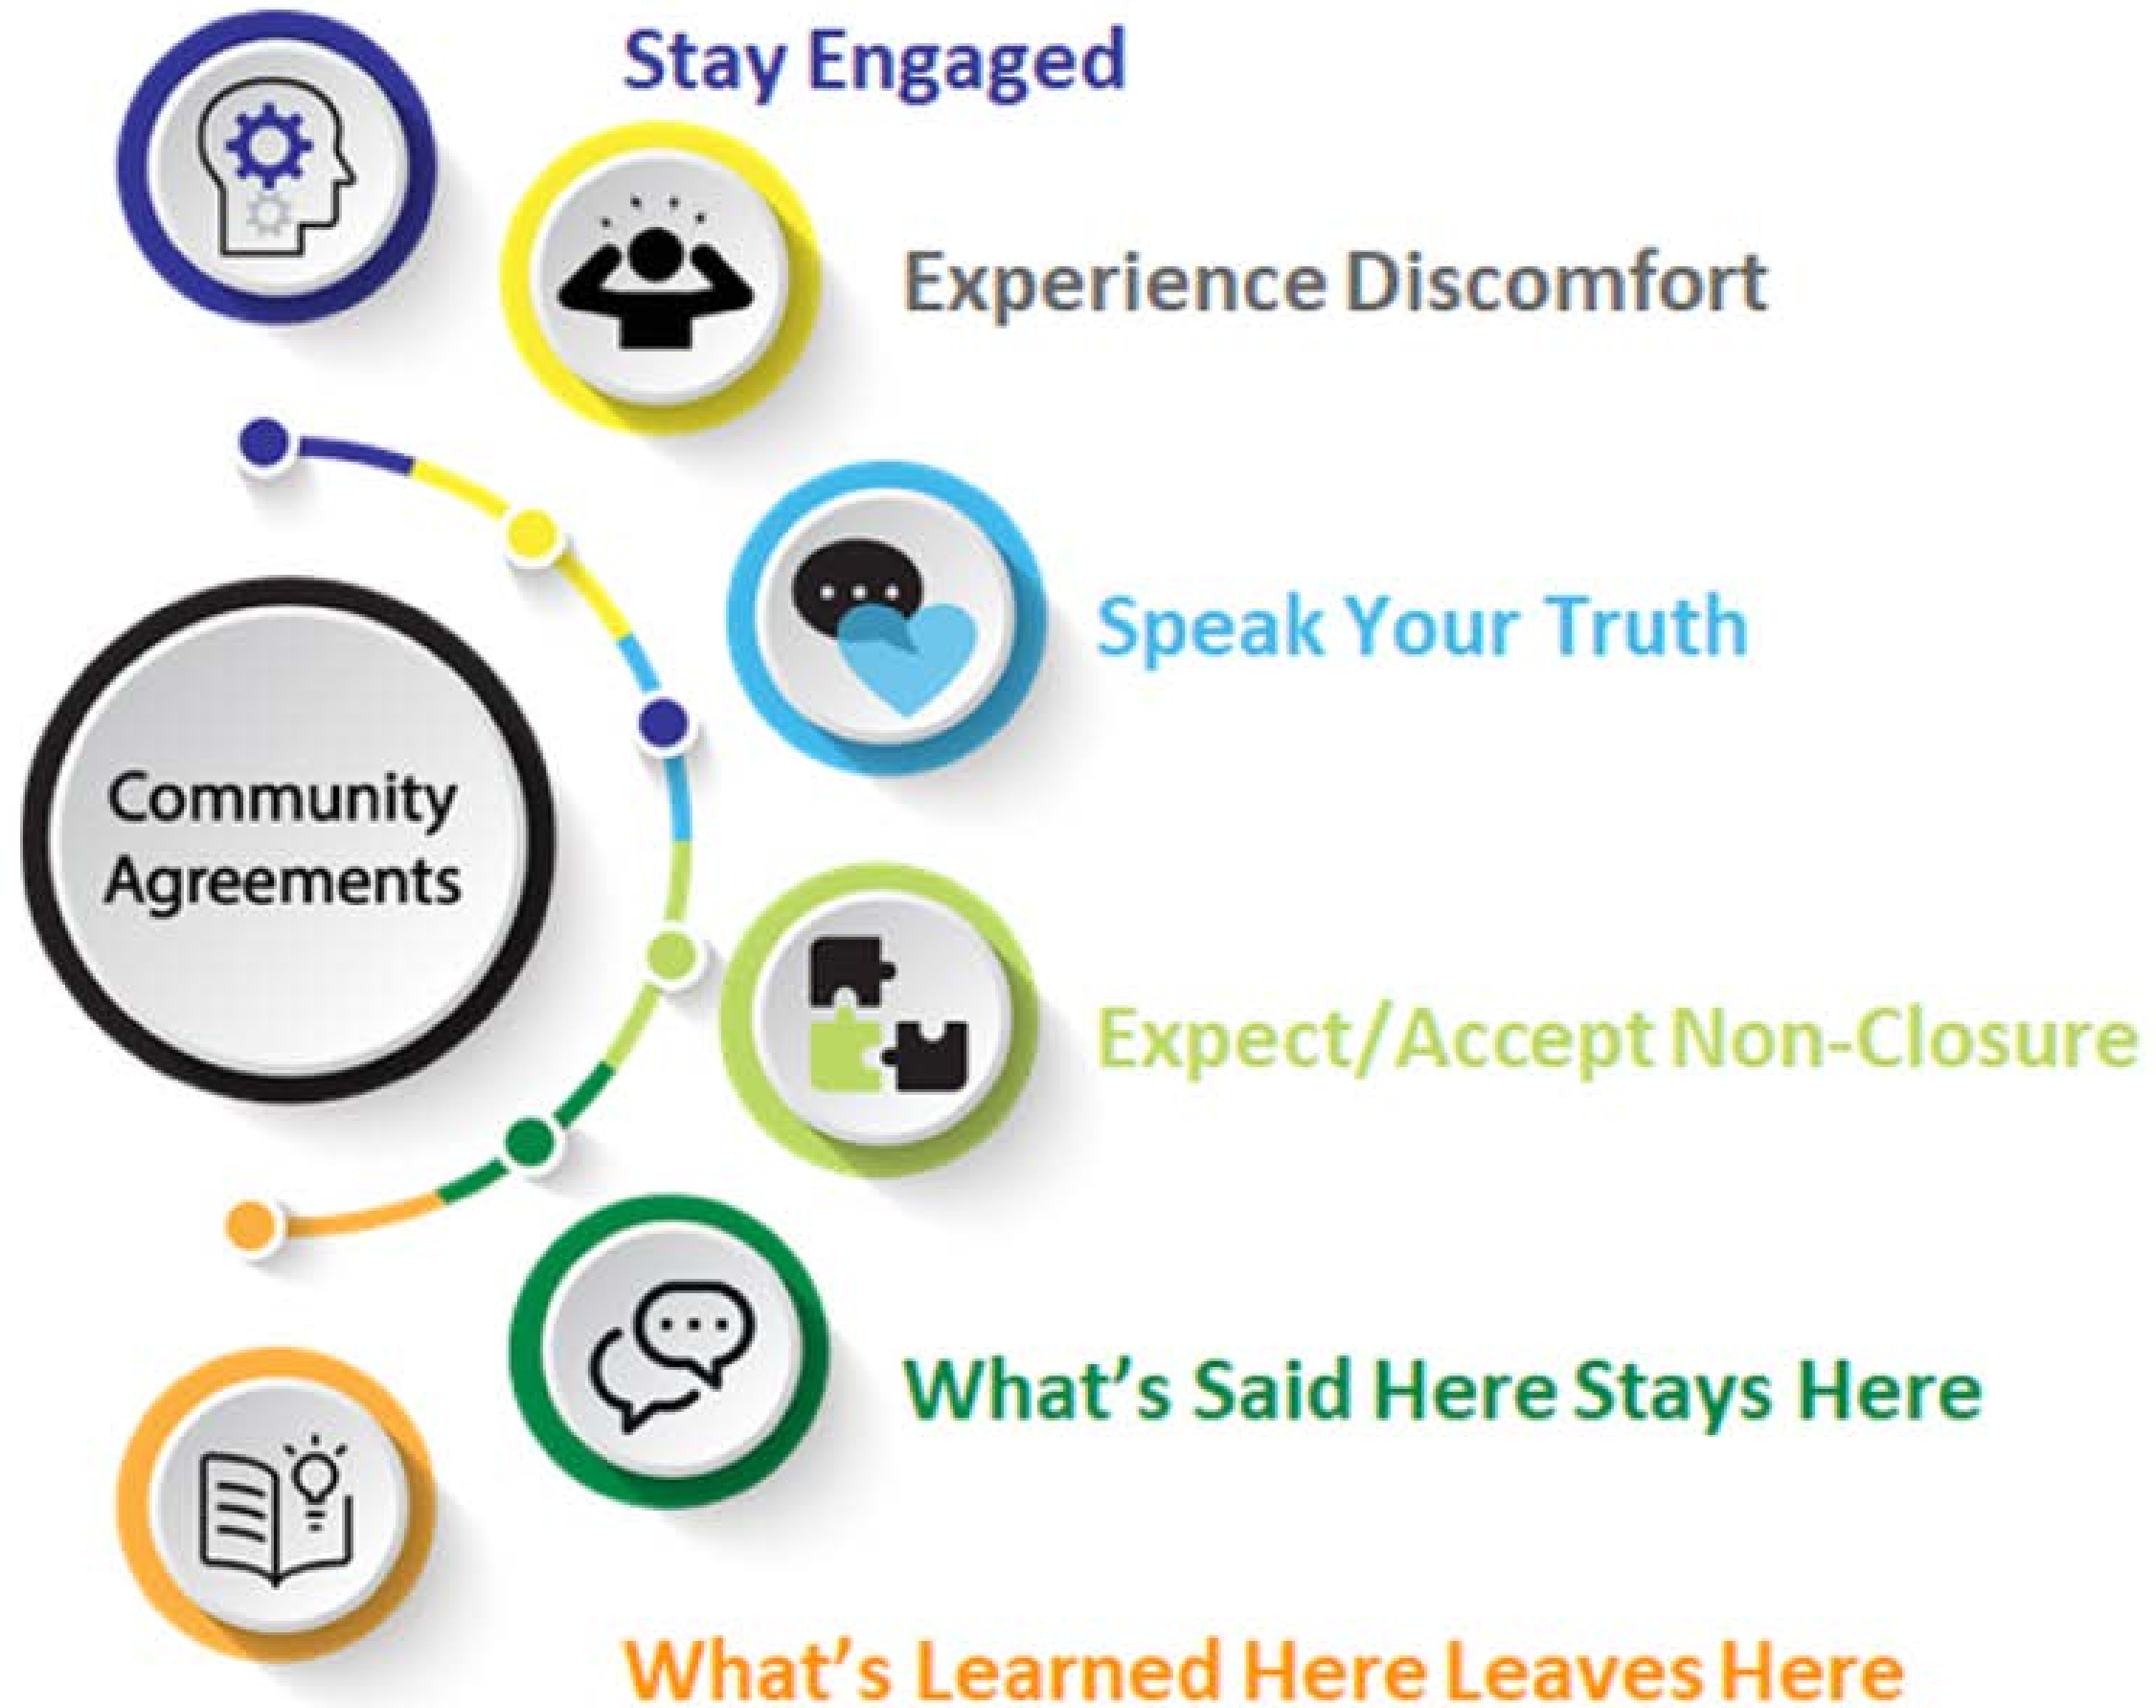 Stay Engaged
Experience Discomfort
Speak Your Truth
Community
Agreements
Expect/Accept Non-Closure
What’s Said Here Stays Here
What’s Learned Here Leaves Here